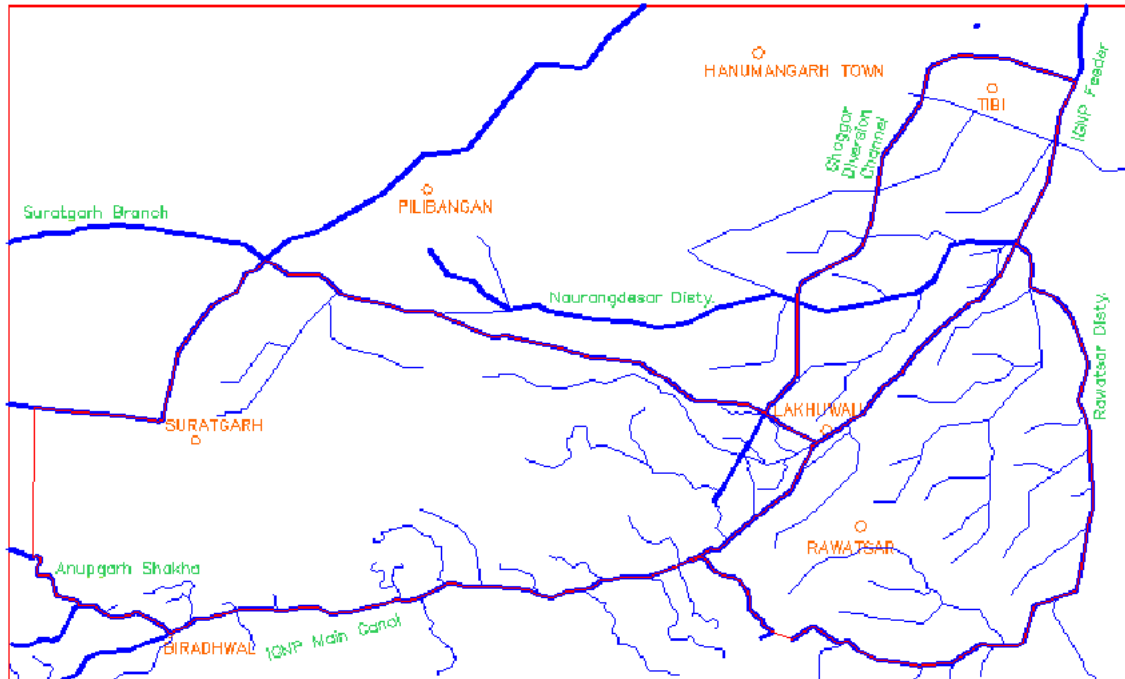 HANUMANGARH TOWN
TIBI
IGNP Feeder
Ghaggar
Diversion
Channel
PILIBANGAN
Suratgarh Branch
Naurangdesar Disty.
Rawatsar Disty.
LAKHUWALI
SURATGARH
RAWATSAR
Anupgarh Shakha
BIRADHWAL
IGNP Main Canal